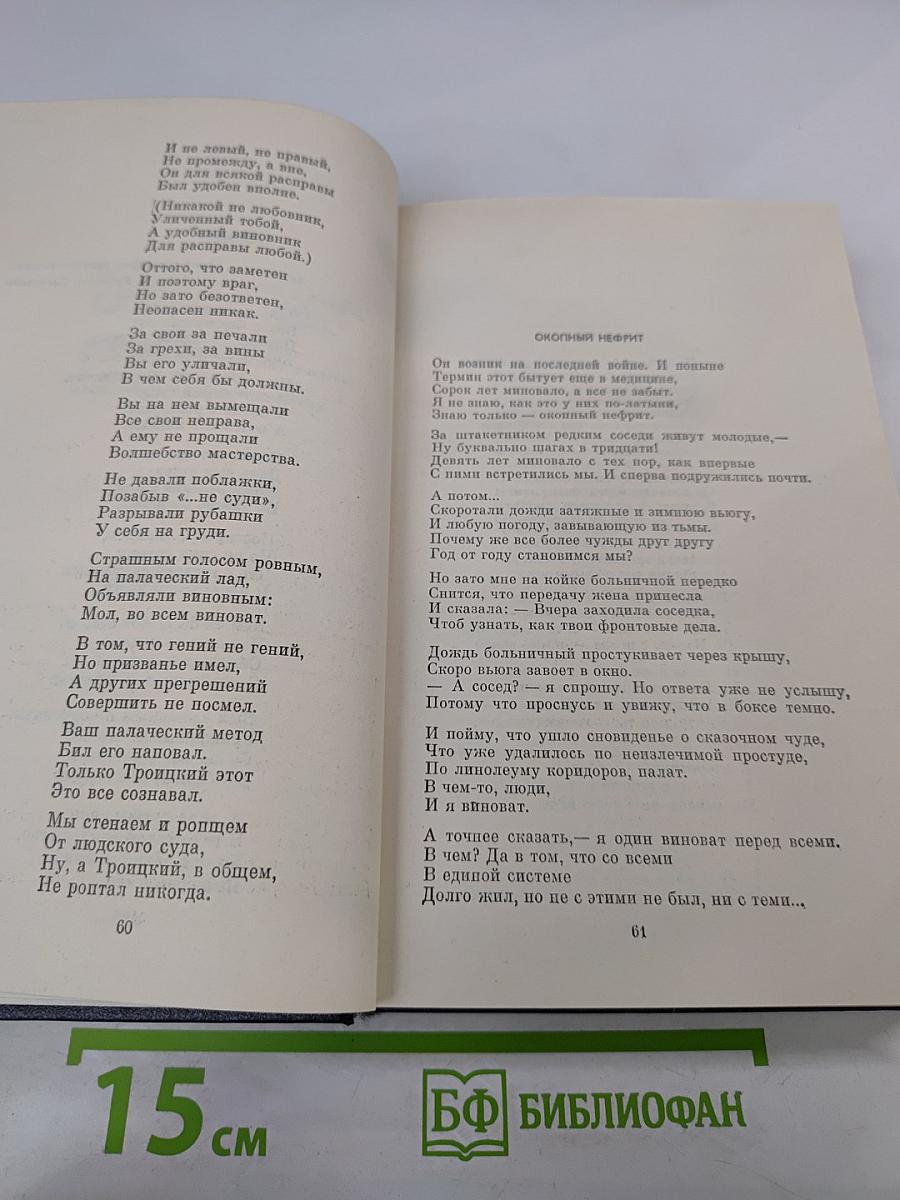 И не левый, не правый,
Не промежду, а вне,
Он для всякой расправы
Был удобен вполне.
(Никакой не любовник,
Уличенный тобой,
А удобный виновник
Для расправы любой.)
Оттого, что заметен
И поэтому враг,
Но зато безответен,
Неопасен никак.
За свои за печали
За грехи, за вины
Вы его уличали,
В чем себя бы должны.
Вы на нем вымещали
Все свои неправа,
А ему не прощали
Волшебство мастерства.
Не давали поблажки,
Позабыв «...не суди»,
Разрывали рубашки
У себя на груди.
Страшным голосом ровным,
На палаческий лад,
Объявляли виновным:
Мол, во всем виноват.
В том, что гений не гений,
Но призванье имел,
А других прегрешений
Совершить не посмел.
Ваш палаческий метод
Бил его наповал.
Только Троицкий этот
Это все сознавал.
Мы стенаем и ропщем
От людского суда,
Ну, а Троицкий, в общем,
Не роптал никогда.
60
ОКОПНЫЙ НЕФРИТ
Он возник на последней войне. И поныне
Термин этот бытует еще в медицине,
Сорок лет миновало, а все не забыт.
Я не знаю, как это у них по-латыни,
Знаю только — окопный нефрит.
За штакетником редким соседи живут молодые,—
Ну буквально шагах в тридцати!
Девять лет миновало с тех пор, как впервые
С ними встретились мы. И сперва подружились почти.
А потом...
Скоротали дожди затяжные и зимнюю вьюгу,
И любую погоду, завывающую из тьмы.
Почему же все более чужды друг другу
Год от году становимся мы?
Но зато мне на койке больничной нередко
Снится, что передачу жена принесла
И сказала: — Вчера заходила соседка,
Чтоб узнать, как твои фронтовые дела.
Дождь больничный простукивает через крышу,
Скоро вьюга завоет в окно.
— А сосед? — я спрошу. Но ответа уже не услышу,
Потому что проснусь и увижу, что в боксе темно.
И пойму, что ушло сновиденье о сказочном чуде,
Что уже удалилось по неизлечимой простуде,
По линолеуму коридоров, палат.
В чем-то, люди,
И я виноват.
А точнее сказать,— я один виноват перед всеми.
В чем? Да в том, что со всеми
В единой системе
Долго жил, но не с этими не был, ни с теми...
61
15 см
БФ БИБЛИОФАН